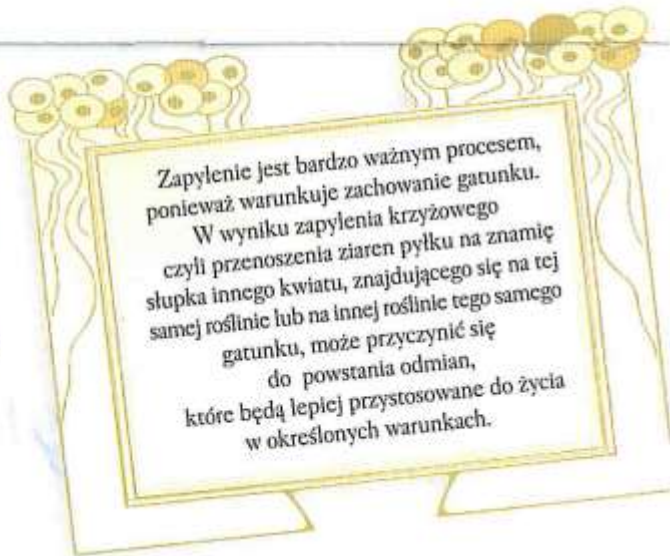 Zapylenie jest bardzo ważnym procesem,
ponieważ warunkuje zachowanie gatunku.
W wyniku zapylenia krzyżowego
czyli przenoszenia ziaren pyłku na znamię
słupka innego kwiatu, znajdującego się na tej
samej roślinie lub na innej roślinie tego samego
gatunku, może przyczynić się
do powstania odmian,
które będą lepiej przystosowane do życia
w określonych warunkach.